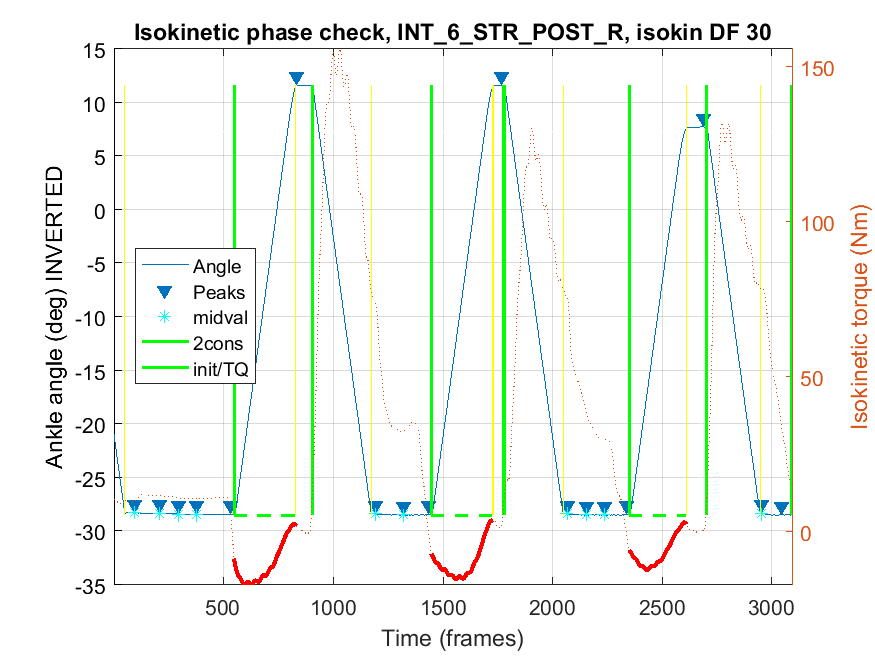 Isokinetic phase check, INT_6_STR_POST_R, isokin DF 30
Ankle angle (deg) INVERTED
15
10
5
0
-5
-10
-15
-20
-25
-30
-35
Angle
Peaks
midval
2cons
init/TQ
150
100
50
0
Isokinetic torque (Nm)
500
1000
1500
2000
2500
3000
Time (frames)